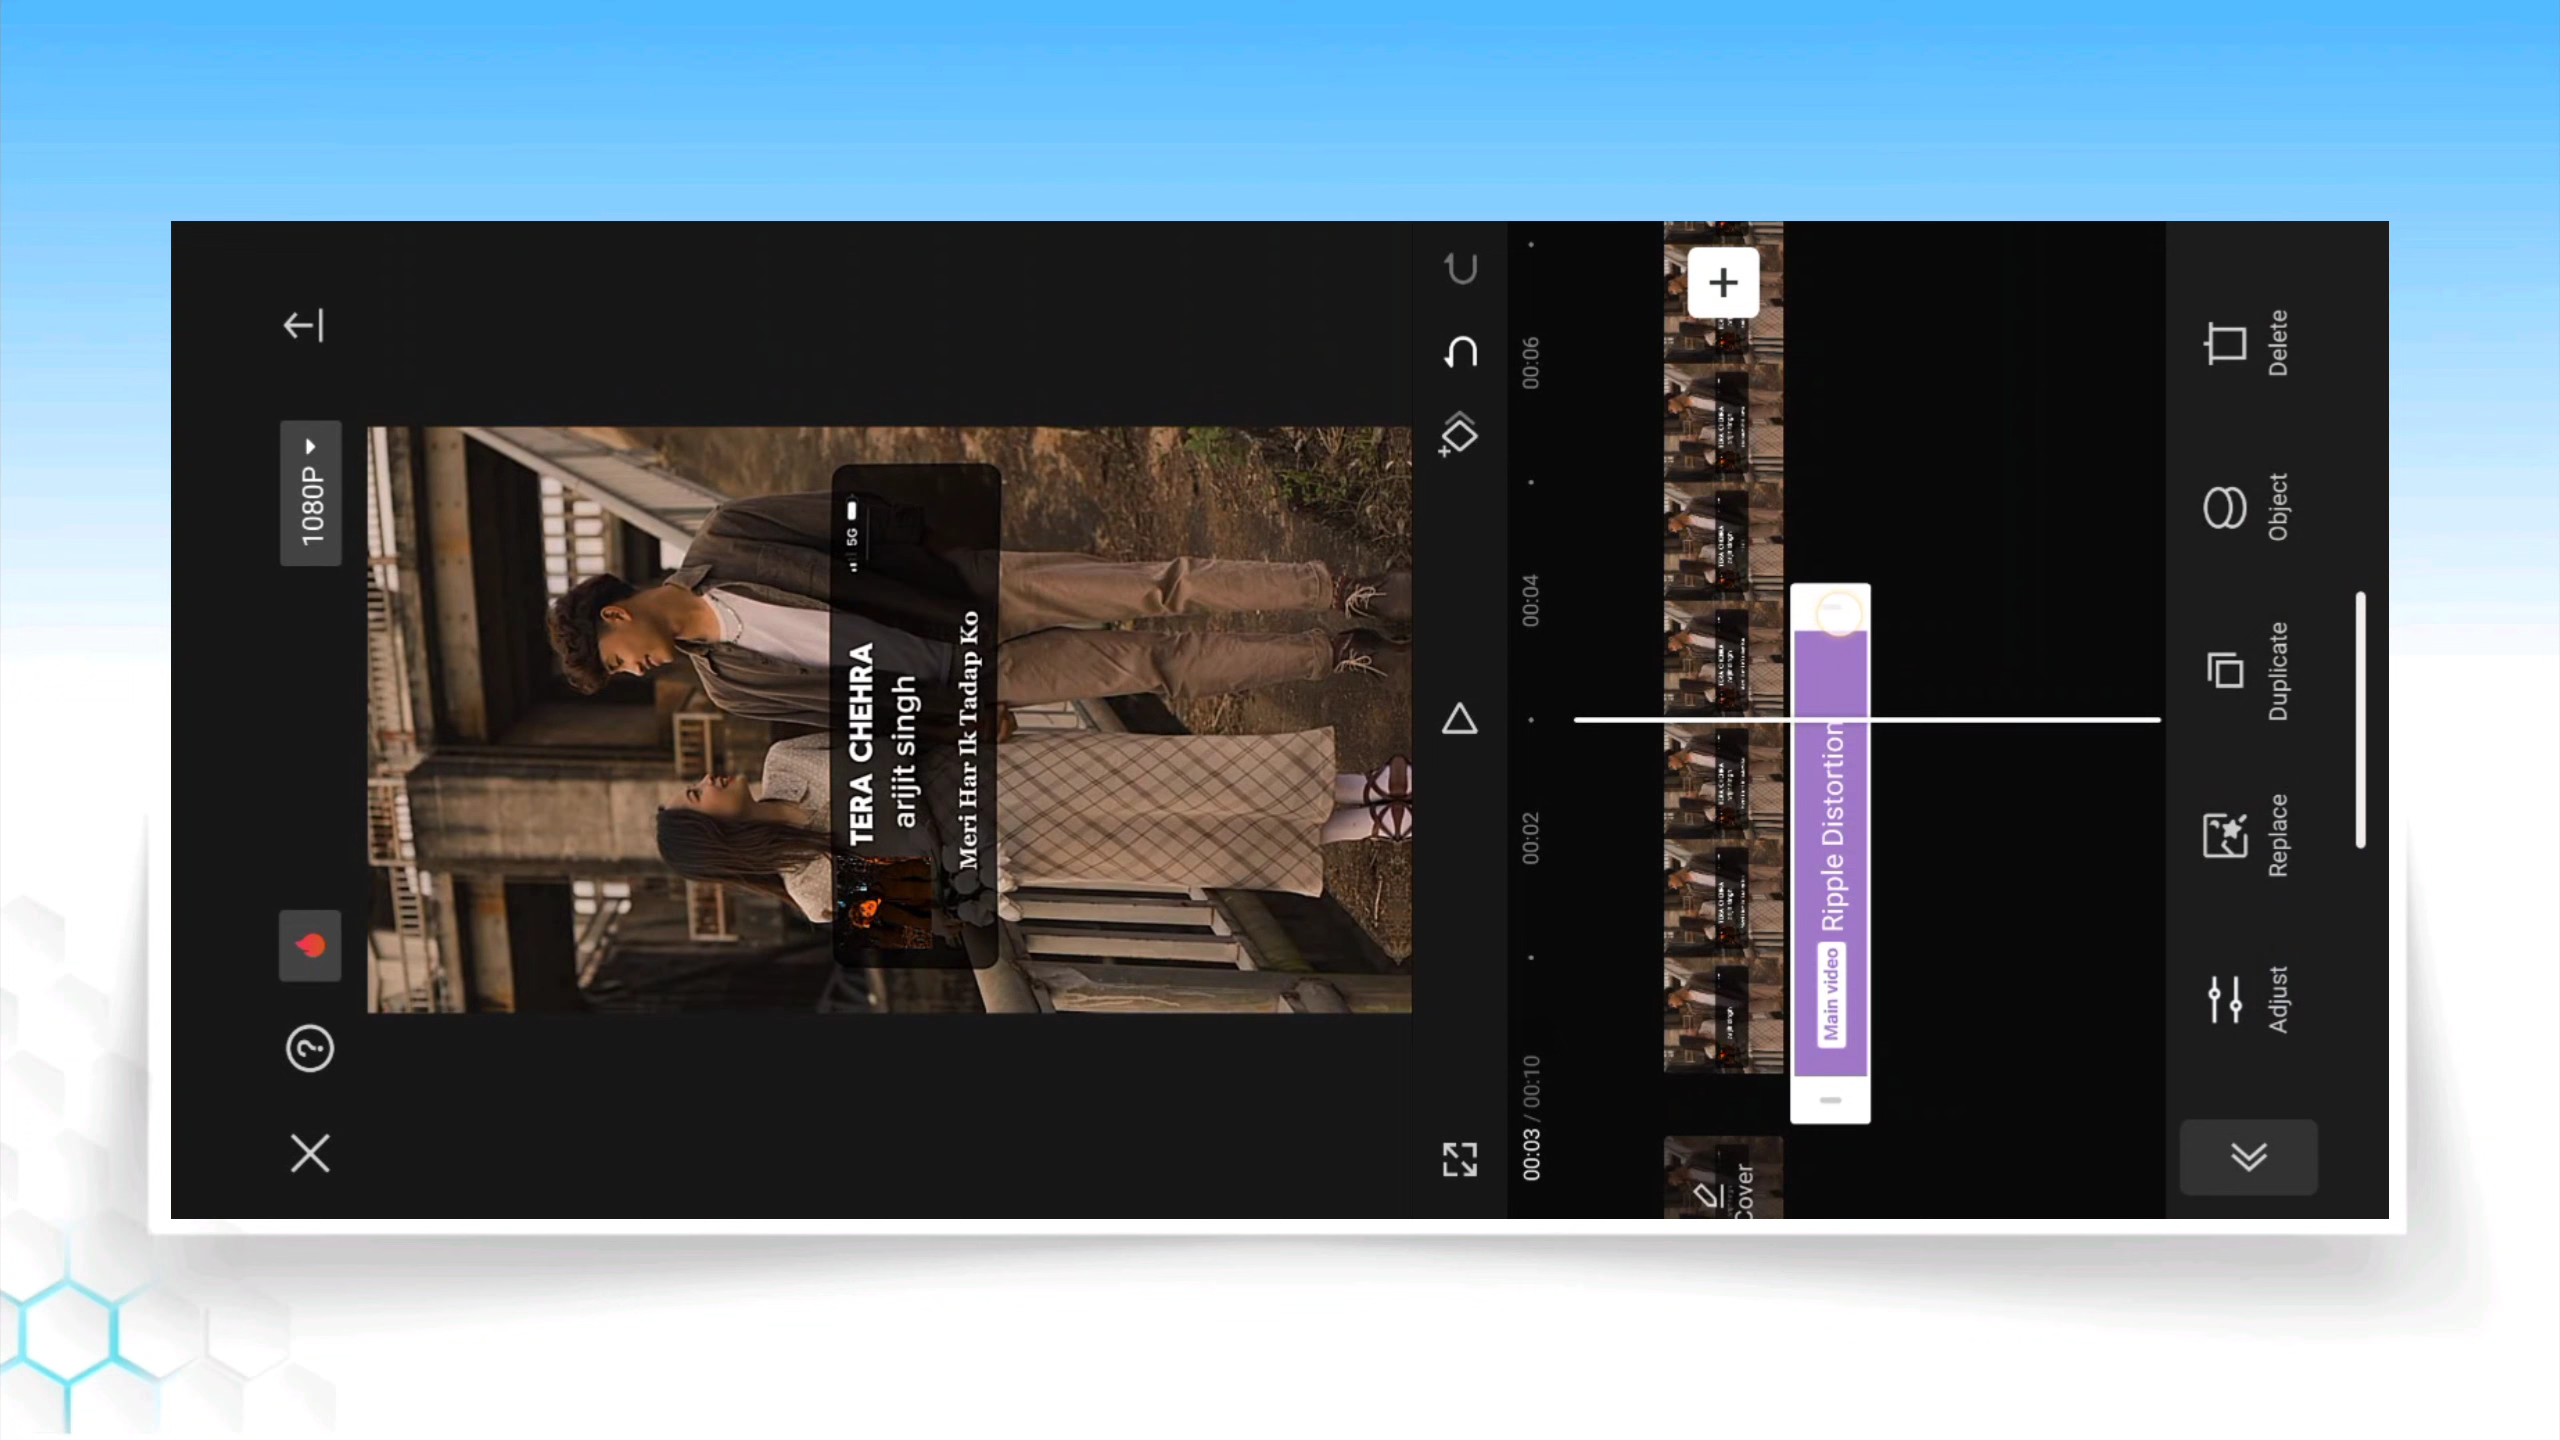 1080P
TERA CHEHRA
arijit singh
Meri Har Ik Tadap Ko
5G
00:03 / 00:10
00:02
00:04
00:06
Cover
Main video Ripple Distortion
Adjust
Replace
Duplicate
Object
Delete